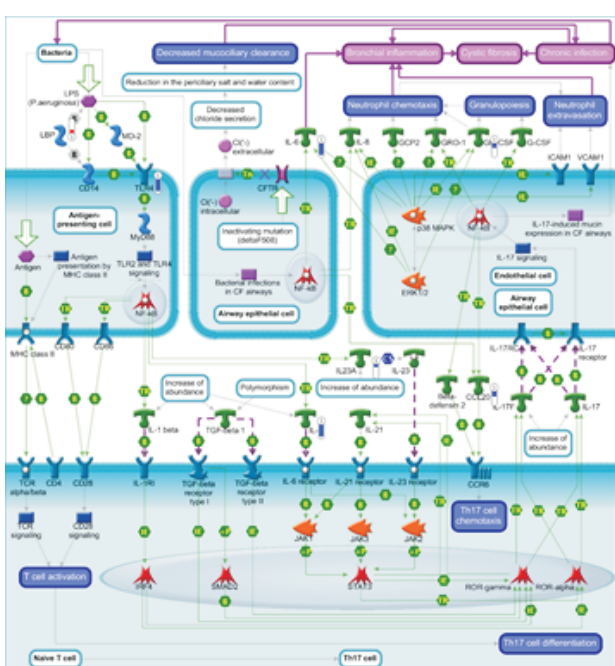 Bacteria
Decreased mucociliary clearance
Bronchial inflammation
Cystic fibrosis
Chronic infection
Reduction in the periciliary salt and water content
LPS
(P.aeruginosa)
Decreased
chloride secretion
Neutrophil chemotaxis
Granulopoiesis
Neutrophil
extravasation
LBP
MD-2
Cl(-)
extracellular
IL-6
IL-8
GCP2
GRO-1
GM-CSF
G-CSF
ICAM1
VCAM1
CD14
TLR4
CFTR
Antigen-
presenting cell
Cl(-)
intracellular
Inactivating mutation
(deltaF508)
p38 MAPK
NF-kB
IL-17-induced mucin
expression in CF airways
MyD88
Antigen
Antigen
presentation by
MHC class II
TLR2 and TLR4
signaling
Bacterial infections
in CF airways
NF-kB
IL-17 signaling
Endothelial cell
ERK1/2
NF-kB
Airway epithelial cell
Airway
epithelial cell
MHC class II
CD80
CD86
IL-17RC
IL-17
receptor
IL23A
IL-23
Increase of
abundance
Polymorphism
Increase of abundance
Beta-
defensin 2
CCL20
IL-17F
IL-17
IL-1 beta
TGF-beta 1
IL-6
IL-21
Increase of
abundance
TCR
alpha/beta
CD4
CD28
IL-1RI
TGF-beta
receptor
type I
TGF-beta
receptor
type II
IL-6 receptor
IL-21 receptor
IL-23 receptor
CCR6
TCR
signaling
CD28
signaling
Th17 cell
chemotaxis
JAK1
JAK3
JAK2
T cell activation
IRF4
SMAD2
STAT3
ROR-gamma
ROR-alpha
Th17 cell differentiation
Naive T cell
Th17 cell